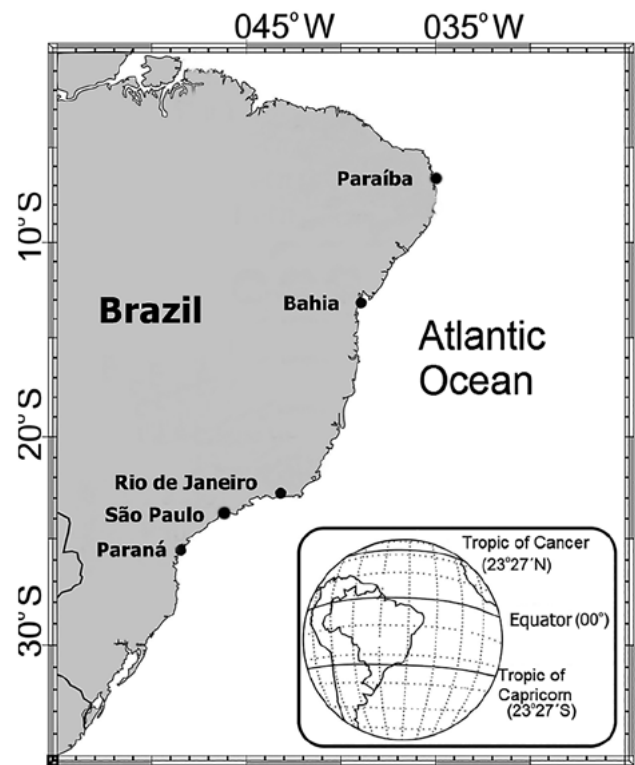 045°W 035°W
Paraíba
10°S
Bahia
Brazil
Atlantic
Ocean
20°S
Rio de Janeiro
São Paulo
Paraná
30°S
Tropic of Cancer
(23°27´N)
Equator (00°)
Tropic of
Capricorn
(23°27´S)